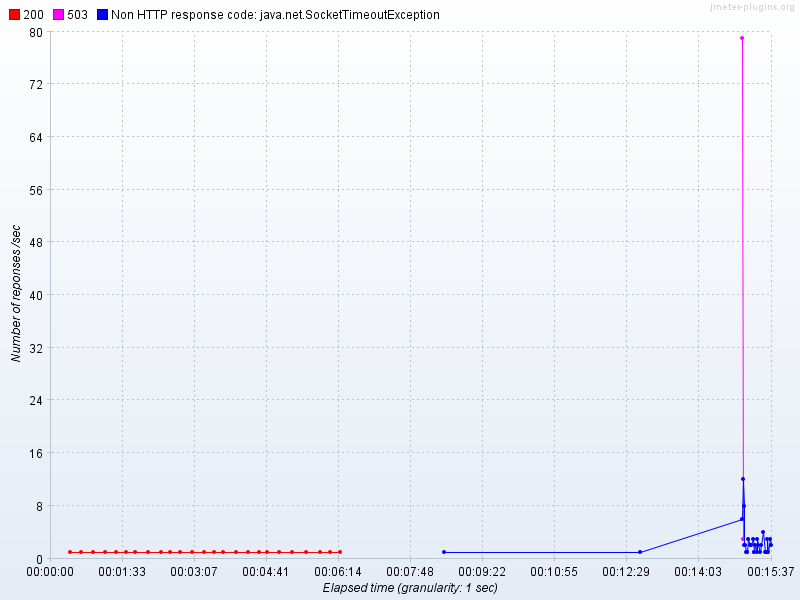 200 503 Non HTTP response code: java.net.SocketTimeoutException
jmeter-plugins.org
80
72
64
56
48
40
32
24
16
8
0
Number of reponses /sec
00:00:00 00:01:33 00:03:07 00:04:41 00:06:14 00:07:48 00:09:22 00:10:55 00:12:29 00:14:03 00:15:37
Elapsed time (granularity: 1 sec)